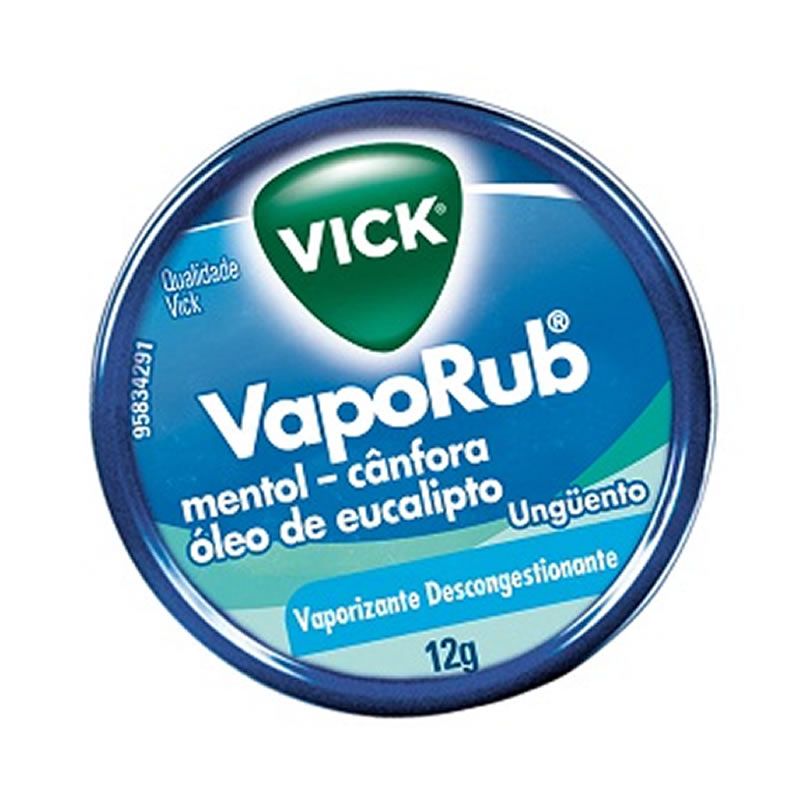 VICK®
Qualidade
Vick
95834291
VapoRub®
mentol – cânfora
óleo de eucalipto
Ungüento
Vaporizante Descongestionante
12g